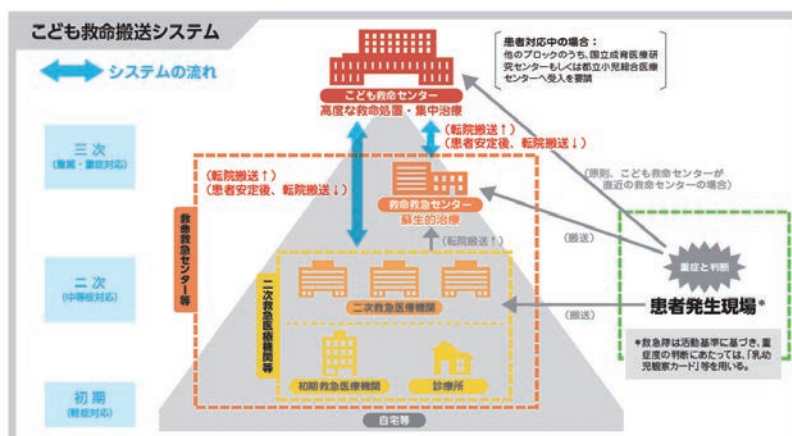 こども救命搬送システム
システムの流れ
患者対応中の場合：
他のブロックのうち、国立成育医療研
究センターもしくは都立小児総合医療
センターへ受入を要請
こども救命センター
高度な救命処置・集中治療
三次
(重篤・重症対応)
(転院搬送↑)
(患者安定後、転院搬送↓)
(転院搬送↑)
(患者安定後、転院搬送↓)
救命救急センター
蘇生的治療
(原則、こども救命センターが
直近の救命センターの場合)
救命救急センター等
(転院搬送↑)
(搬送)
重症と判断
患者発生現場*
二次
(中等症対応)
二次救急医療機関等
二次救急医療機関
(搬送)
*救急隊は活動基準に基づき、重
症度の判断にあたっては、「乳幼
児観察カード」等を用いる。
初期救急医療機関
診療所
初期
(軽症対応)
自宅等